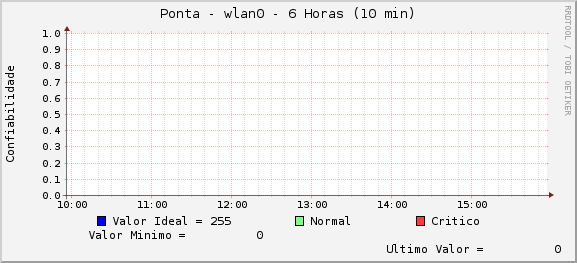 Ponta - wlan0 - 6 Horas (10 min)
RRDTOOL / TOBI OETIKER
Confiabilidade
1.0
0.9
0.8
0.7
0.6
0.5
0.4
0.3
0.2
0.1
0.0
10:00 11:00 12:00 13:00 14:00 15:00
Valor Ideal = 255 Normal Critico
Valor Minimo = 0
Ultimo Valor = 0